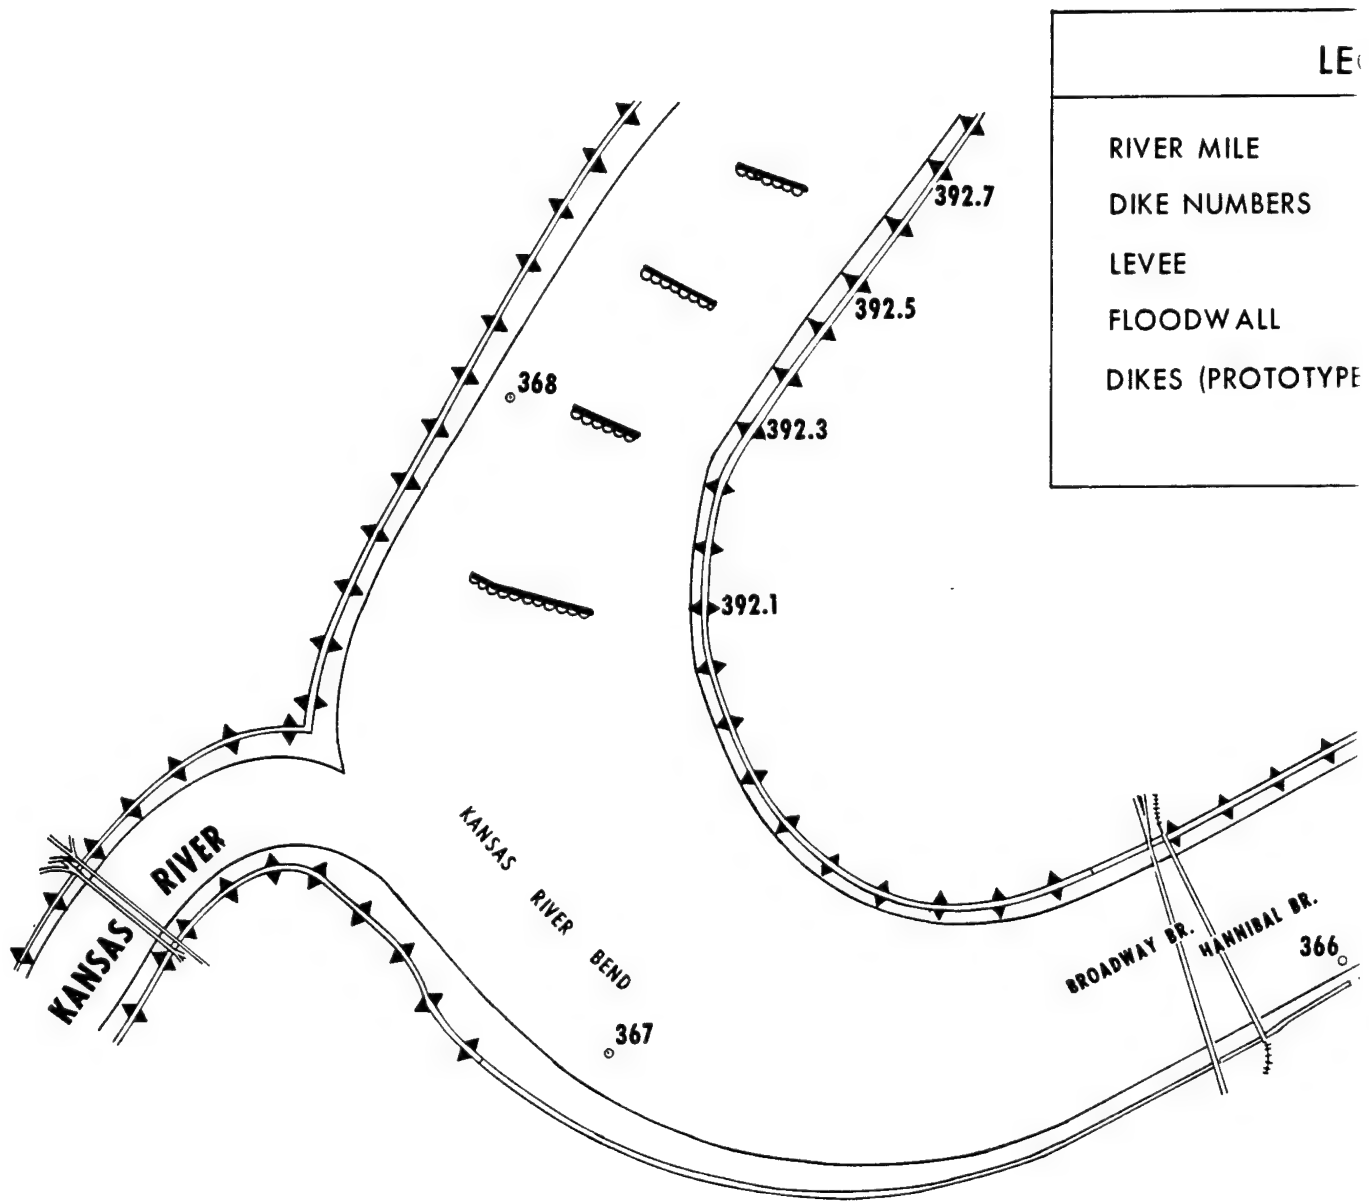 LE
RIVER MILE
DIKE NUMBERS
LEVEE
FLOODWALL
DIKES (PROTOTYPE
392.7
392.5
368
392.3
392.1
KANSAS RIVER
KANSAS RIVER BEND
BROADWAY BR.
HANNIBAL BR.
366
367